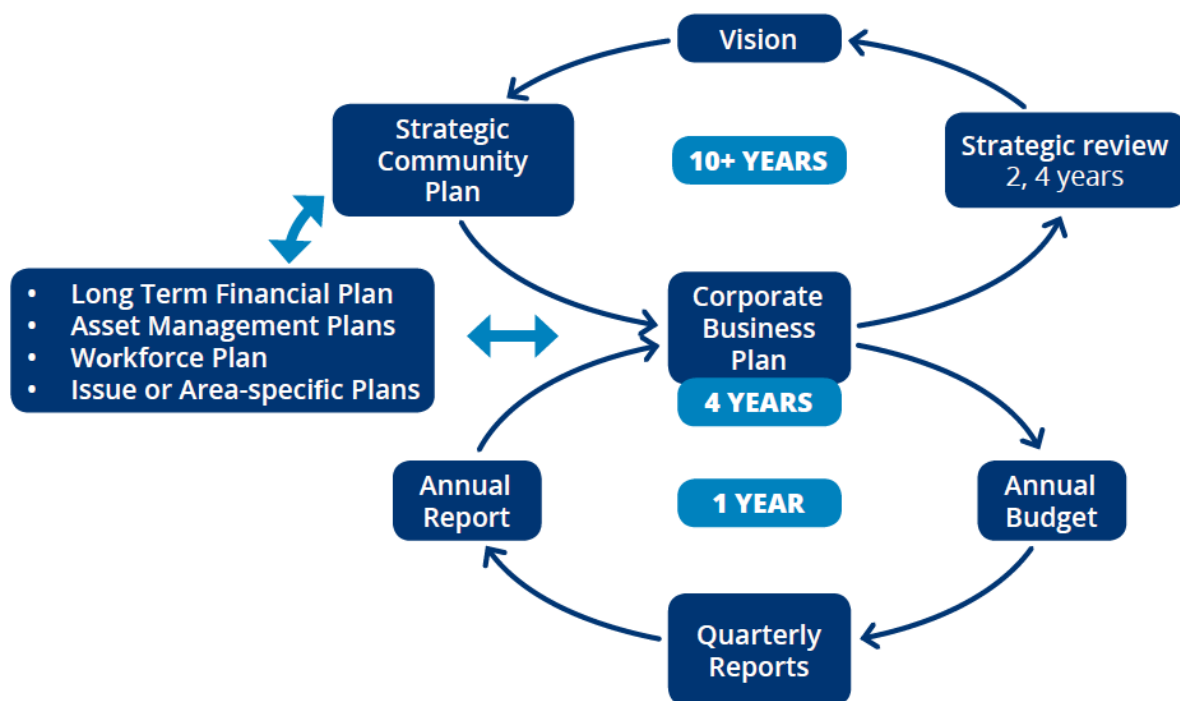 Vision
Strategic
Community
Plan
10+ YEARS
Strategic review
2, 4 years
• Long Term Financial Plan
• Asset Management Plans
• Workforce Plan
• Issue or Area-specific Plans
Corporate
Business
Plan
4 YEARS
Annual
Report
1 YEAR
Annual
Budget
Quarterly
Reports